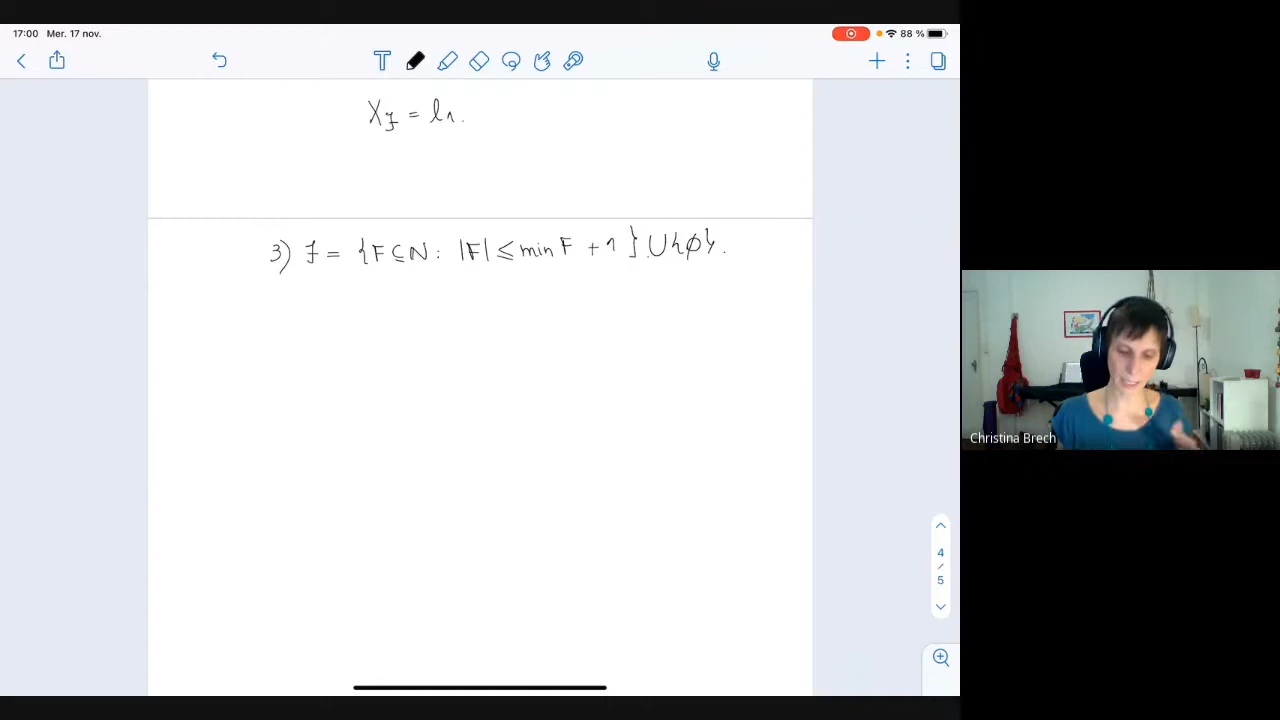 17:00 Mer. 17 nov.
88 %
X_ℱ = l₁.
3) ℱ = {F ⊆ N : |F| ≤ min F + 1} ∪ {∅}.
Christina Brech
4
/
5